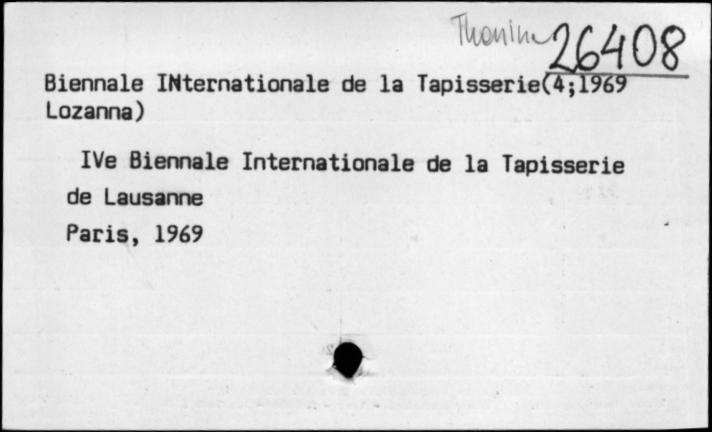 26408
Biennale INternationale de la Tapisserie(4;1969
Lozanna)
IVe Biennale Internationale de la Tapisserie
de Lausanne
Paris, 1969